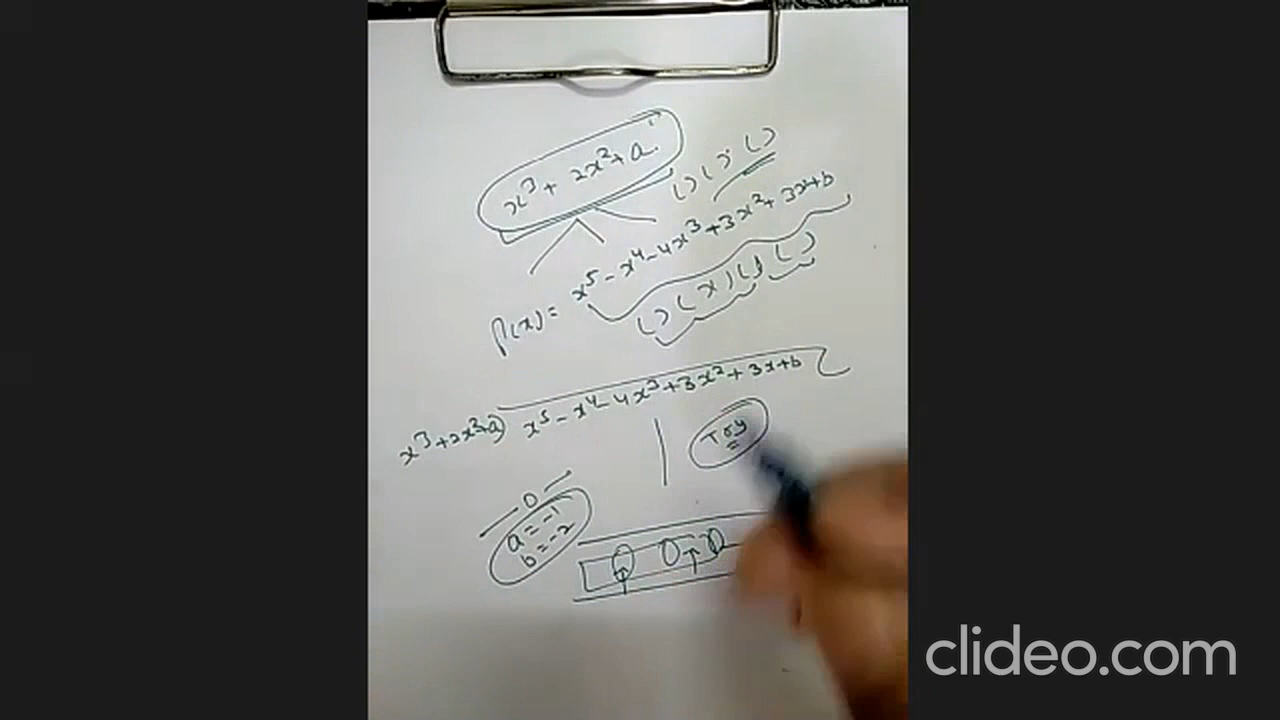 x³ + 2x² + a
( ) ( ) ( )
p(x) = x⁵ - x⁴ - 4x³ + 3x² + 3x + b
( ) ( x ) ( ) ( )
x³ + 2x² + a ) x⁵ - x⁴ - 4x³ + 3x² + 3x + b
Try
0
a = -1
b = -2
clideo.com